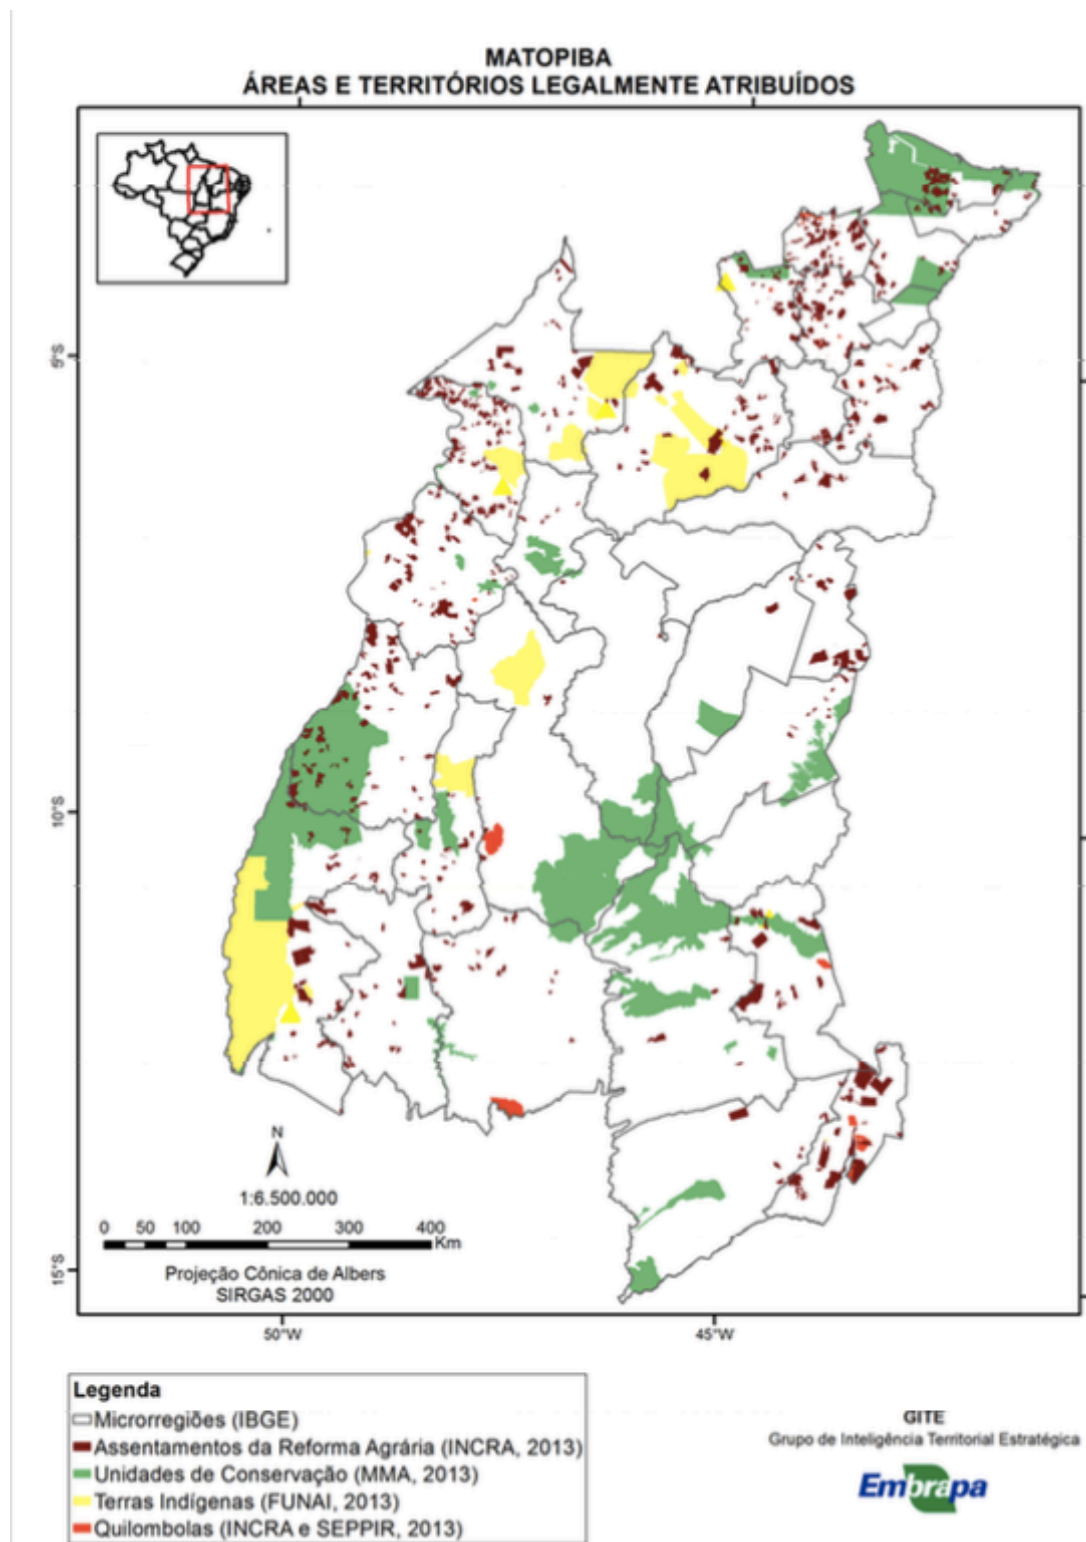 MATOPIBA
ÁREAS E TERRITÓRIOS LEGALMENTE ATRIBUÍDOS
5°S
10°S
15°S
N
1:6.500.000
0 50 100 200 300 400
Km
Projeção Cônica de Albers
SIRGAS 2000
50°W 45°W
Legenda
Microrregiões (IBGE)
Assentamentos da Reforma Agrária (INCRA, 2013)
Unidades de Conservação (MMA, 2013)
Terras Indígenas (FUNAI, 2013)
Quilombolas (INCRA e SEPPIR, 2013)
GITE
Grupo de Inteligência Territorial Estratégica
Embrapa